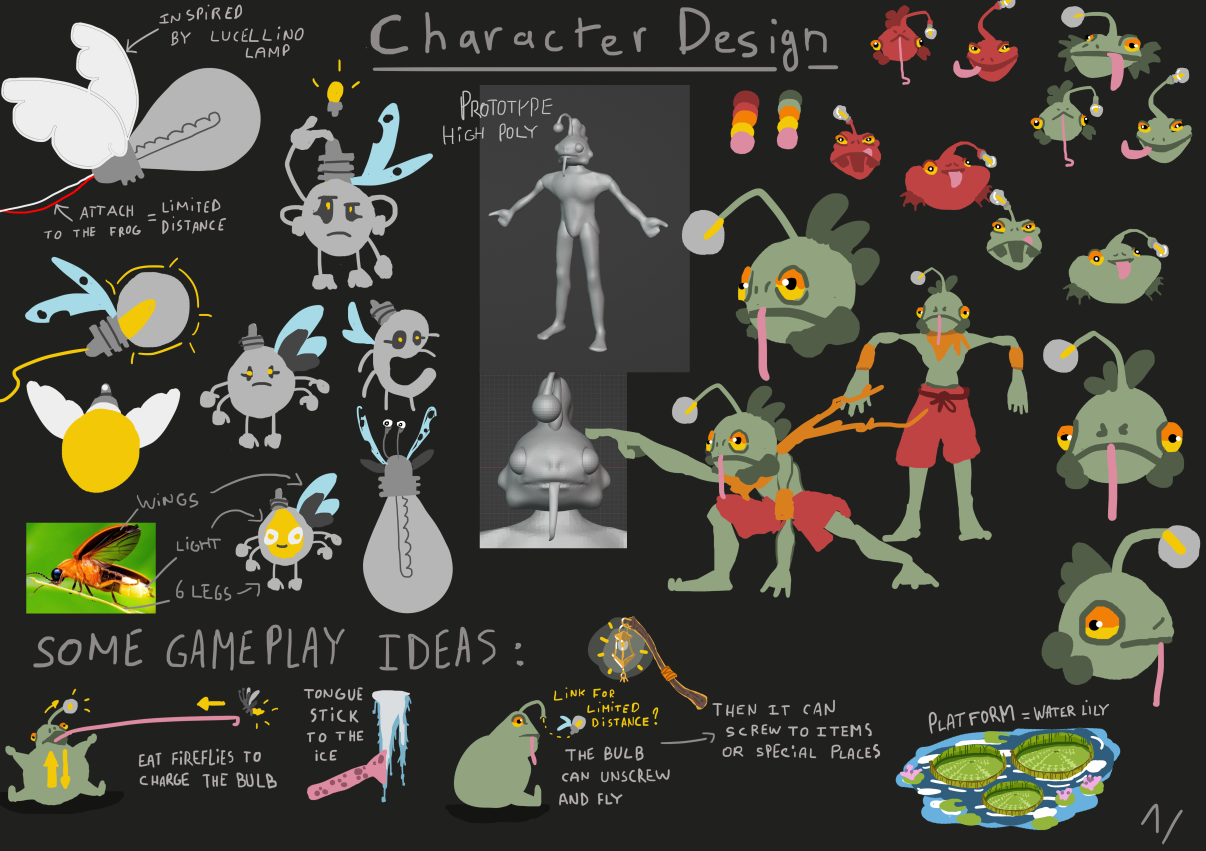 Character Design
INSPIRED
BY LUCELLINO
LAMP
ATTACH = LIMITED
TO THE FROG DISTANCE
PROTOTYPE
HIGH POLY
WINGS
LIGHT
6 LEGS
SOME GAMEPLAY IDEAS:
EAT FIREFLIES TO
CHARGE THE BULB
TONGUE
STICK
TO THE
ICE
LINK FOR
LIMITED
DISTANCE?
THE BULB
CAN UNSCREW
AND FLY
THEN IT CAN
SCREW TO ITEMS
OR SPECIAL PLACES
PLATFORM = WATER LILY
1/